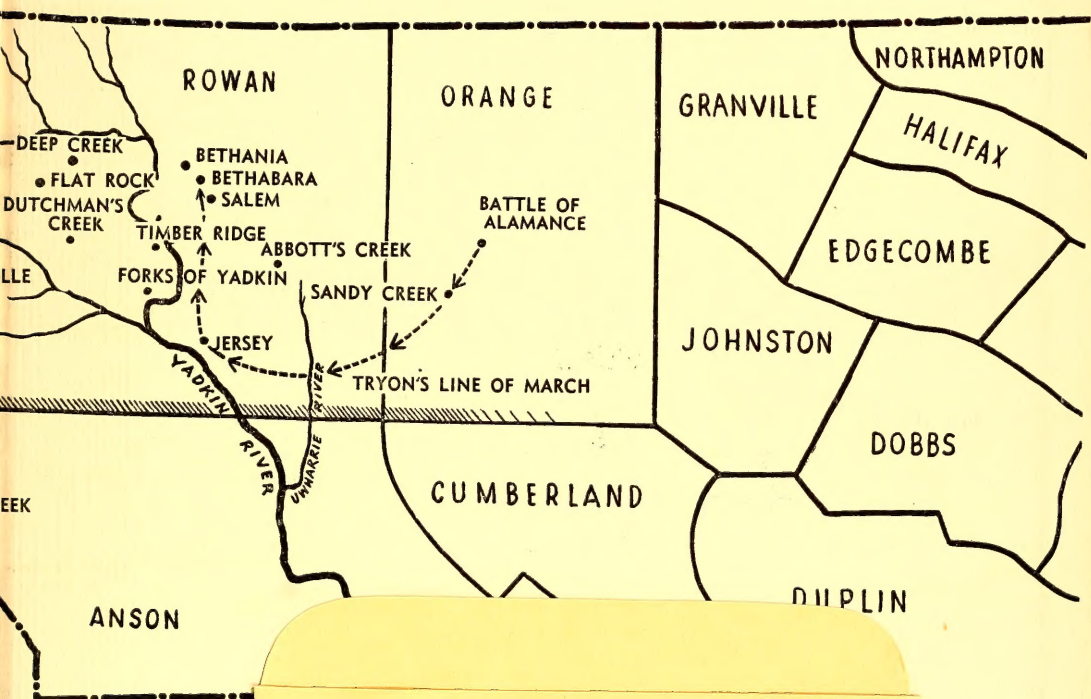 NORTHAMPTON
ROWAN
ORANGE
GRANVILLE
HALIFAX
DEEP CREEK
BETHANIA
FLAT ROCK
BETHABARA
DUTCHMAN'S
CREEK
SALEM
BATTLE OF
ALAMANCE
TIMBER RIDGE
ABBOTT'S CREEK
EDGECOMBE
LLE
FORKS OF YADKIN
SANDY CREEK
JERSEY
JOHNSTON
YADKIN
RIVER
UWHARRIE RIVER
TRYON'S LINE OF MARCH
DOBBS
CUMBERLAND
EEK
ANSON
DUPLIN